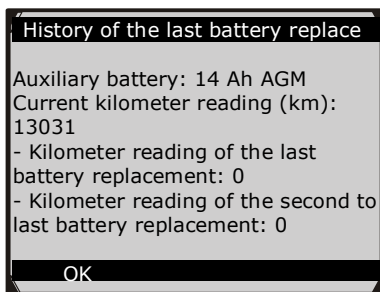 History of the last battery replace
Auxiliary battery: 14 Ah AGM
Current kilometer reading (km):
13031
- Kilometer reading of the last
battery replacement: 0
- Kilometer reading of the second to
last battery replacement: 0
OK